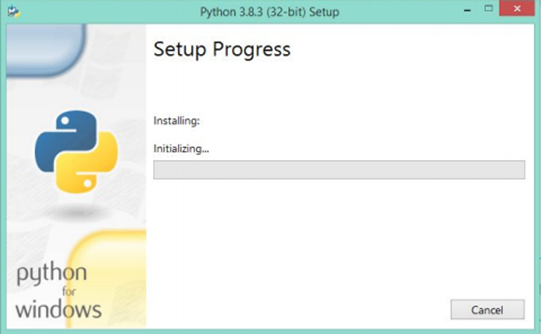 Python 3.8.3 (32-bit) Setup
Setup Progress
Installing:
Initializing...
python
for
windows
Cancel